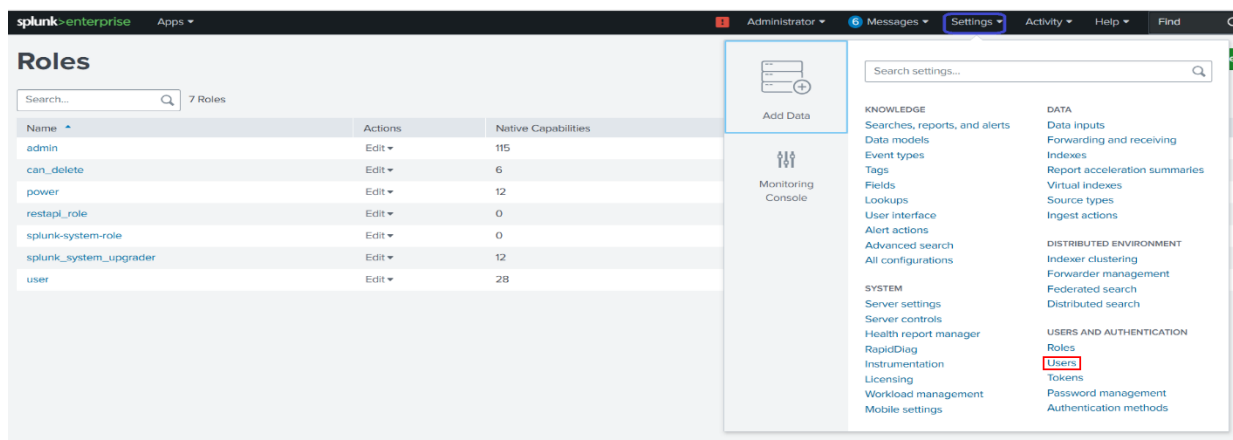 splunk>enterprise Apps
! Administrator 6 Messages Settings Activity Help Find
Roles
Search... 7 Roles
Name Actions Native Capabilities
admin Edit 115
can_delete Edit 6
power Edit 12
restapi_role Edit 0
splunk-system-role Edit 0
splunk_system_upgrader Edit 12
user Edit 28
Add Data
Monitoring
Console
Search settings...
KNOWLEDGE
Searches, reports, and alerts
Data models
Event types
Tags
Fields
Lookups
User interface
Alert actions
Advanced search
All configurations
SYSTEM
Server settings
Server controls
Health report manager
RapidDiag
Instrumentation
Licensing
Workload management
Mobile settings
DATA
Data inputs
Forwarding and receiving
Indexes
Report acceleration summaries
Virtual indexes
Source types
Ingest actions
DISTRIBUTED ENVIRONMENT
Indexer clustering
Forwarder management
Federated search
Distributed search
USERS AND AUTHENTICATION
Roles
Users
Tokens
Password management
Authentication methods